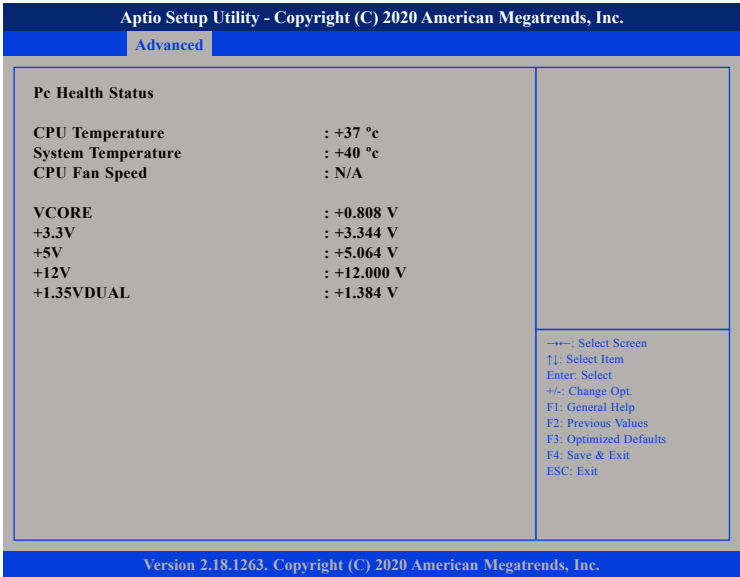 Aptio Setup Utility - Copyright (C) 2020 American Megatrends, Inc.
Advanced
Pc Health Status
CPU Temperature : +37 °c
System Temperature : +40 °c
CPU Fan Speed : N/A
VCORE : +0.808 V
+3.3V : +3.344 V
+5V : +5.064 V
+12V : +12.000 V
+1.35VDUAL : +1.384 V
→←: Select Screen
↑↓: Select Item
Enter: Select
+/-: Change Opt.
F1: General Help
F2: Previous Values
F3: Optimized Defaults
F4: Save & Exit
ESC: Exit
Version 2.18.1263. Copyright (C) 2020 American Megatrends, Inc.